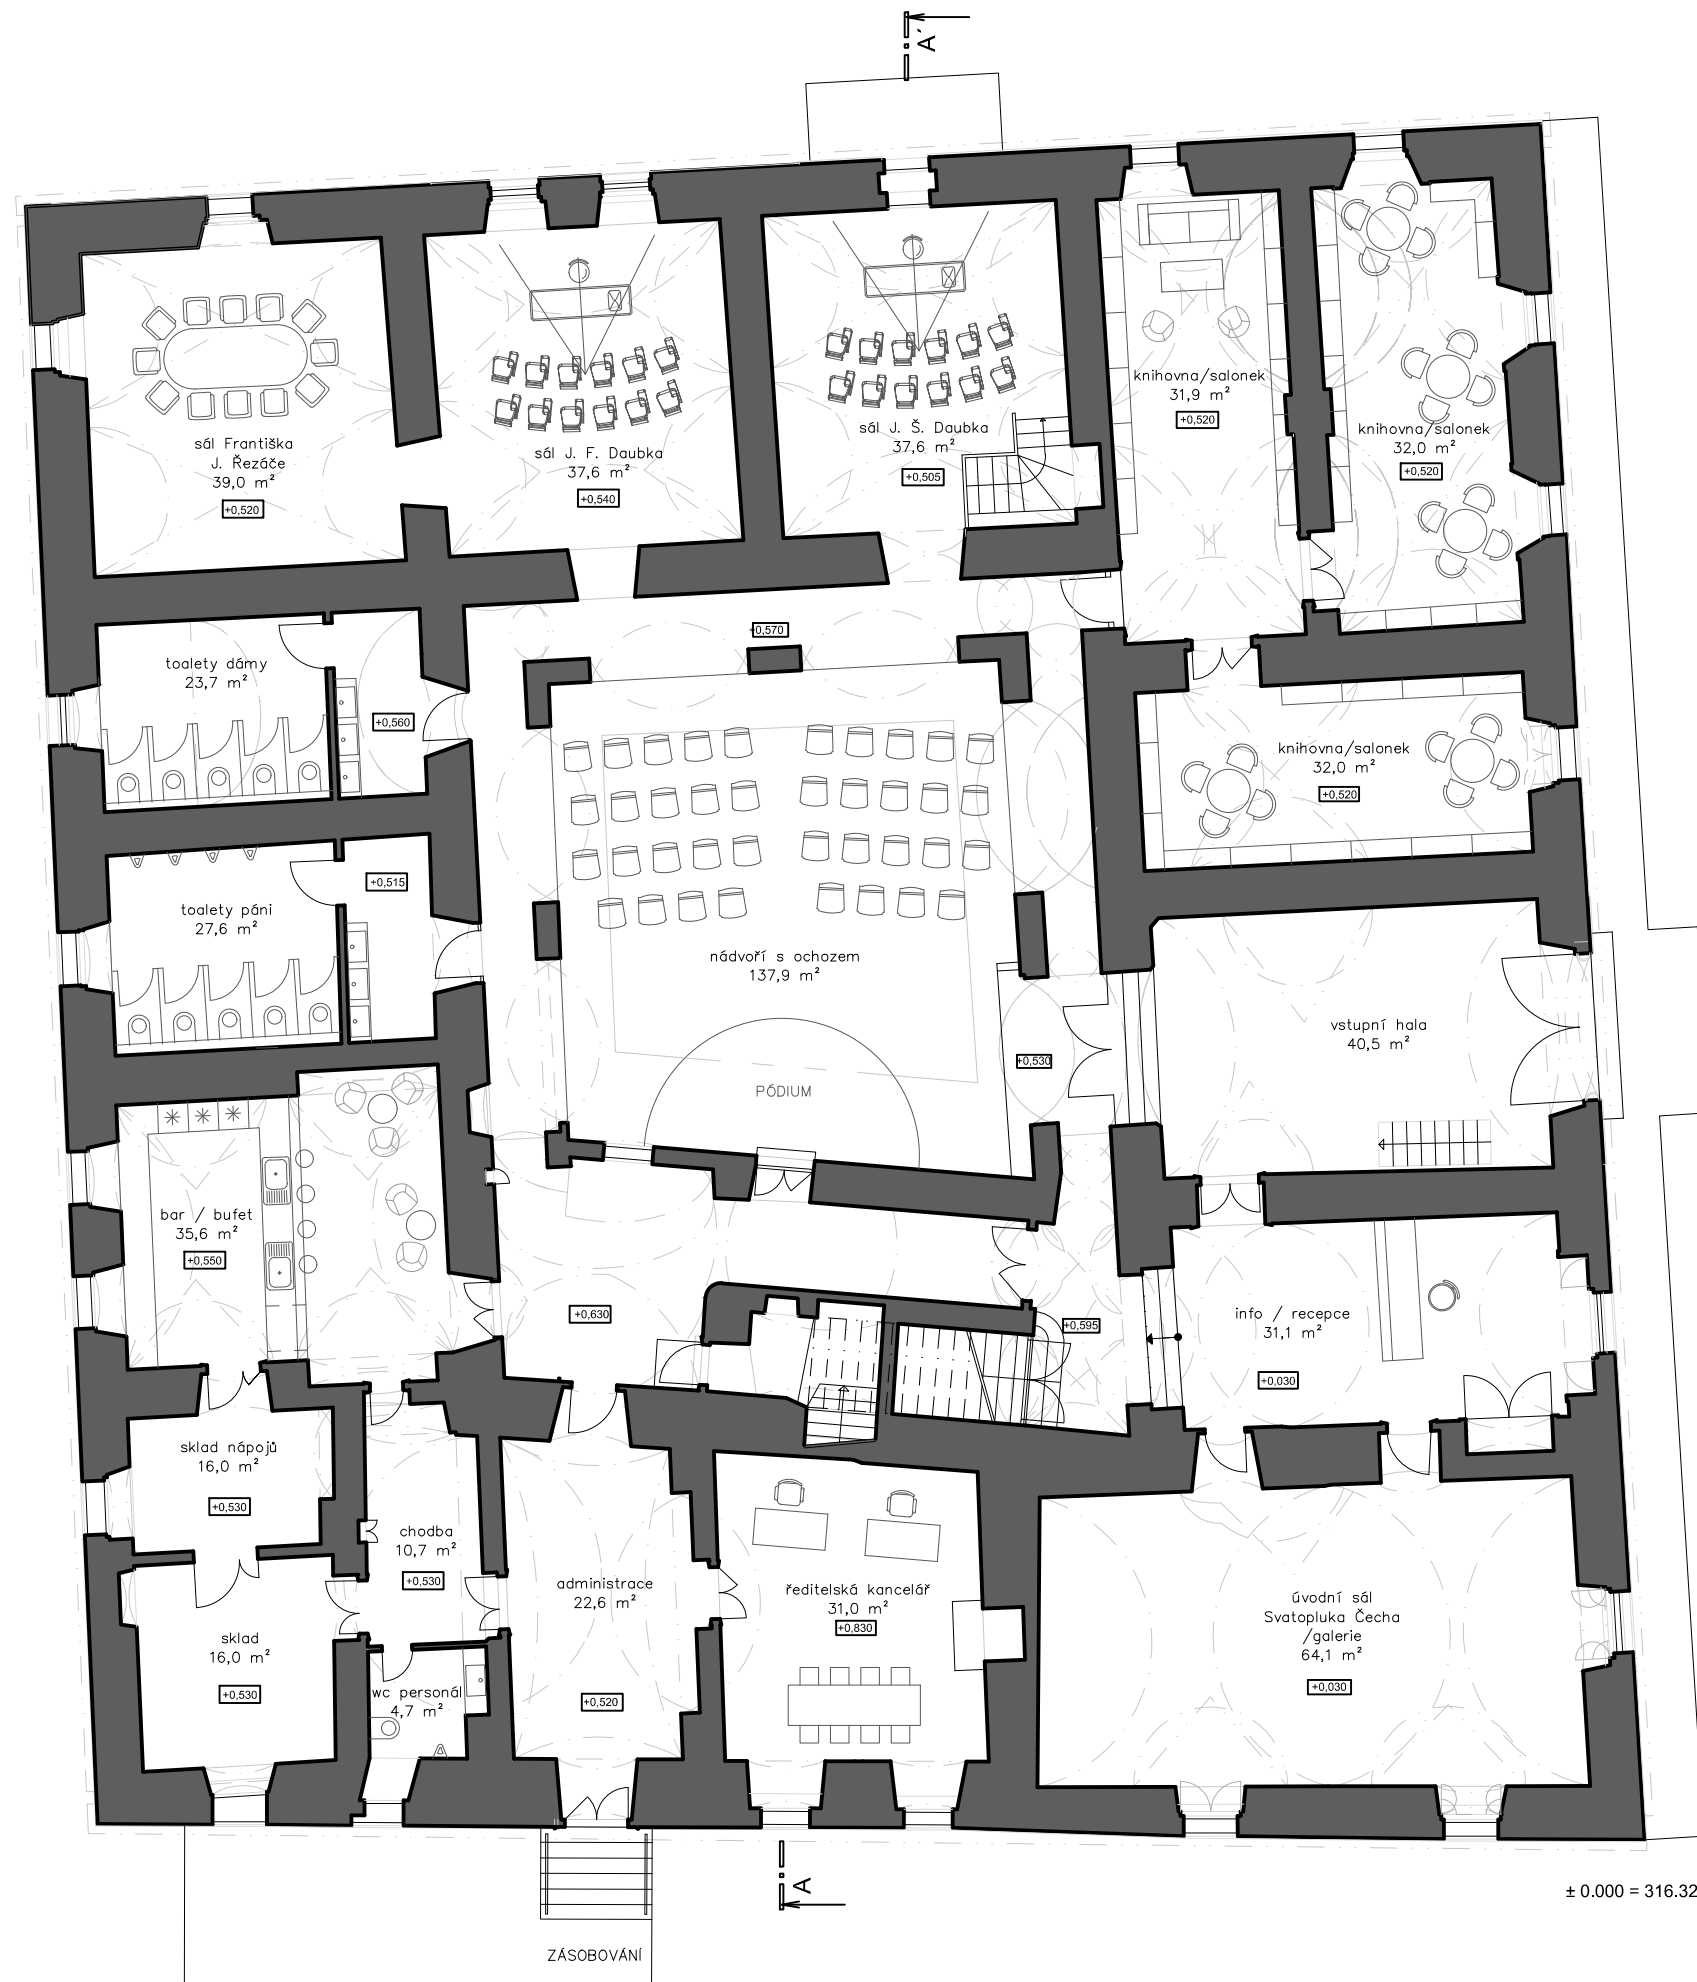 A´
sál Františka
J. Řezáče
39,0 m²
+0,520
sál J. F. Daubka
37,6 m²
+0,540
sál J. Š. Daubka
37,6 m²
+0,505
knihovna/salonek
31,9 m²
+0,520
knihovna/salonek
32,0 m²
+0,520
+0,570
toalety dámy
23,7 m²
+0,560
knihovna/salonek
32,0 m²
+0,520
toalety páni
27,6 m²
+0,515
nádvoří s ochozem
137,9 m²
PÓDIUM
+0,530
vstupní hala
40,5 m²
bar / bufet
35,6 m²
+0,550
+0,630
+0,595
info / recepce
31,1 m²
+0,030
sklad nápojů
16,0 m²
+0,530
chodba
10,7 m²
+0,530
administrace
22,6 m²
+0,520
ředitelská kancelář
31,0 m²
+0,830
úvodní sál
Svatopluka Čecha
/galerie
64,1 m²
+0,030
sklad
16,0 m²
+0,530
wc personál
4,7 m²
A
± 0.000 = 316.32
ZÁSOBOVÁNÍ